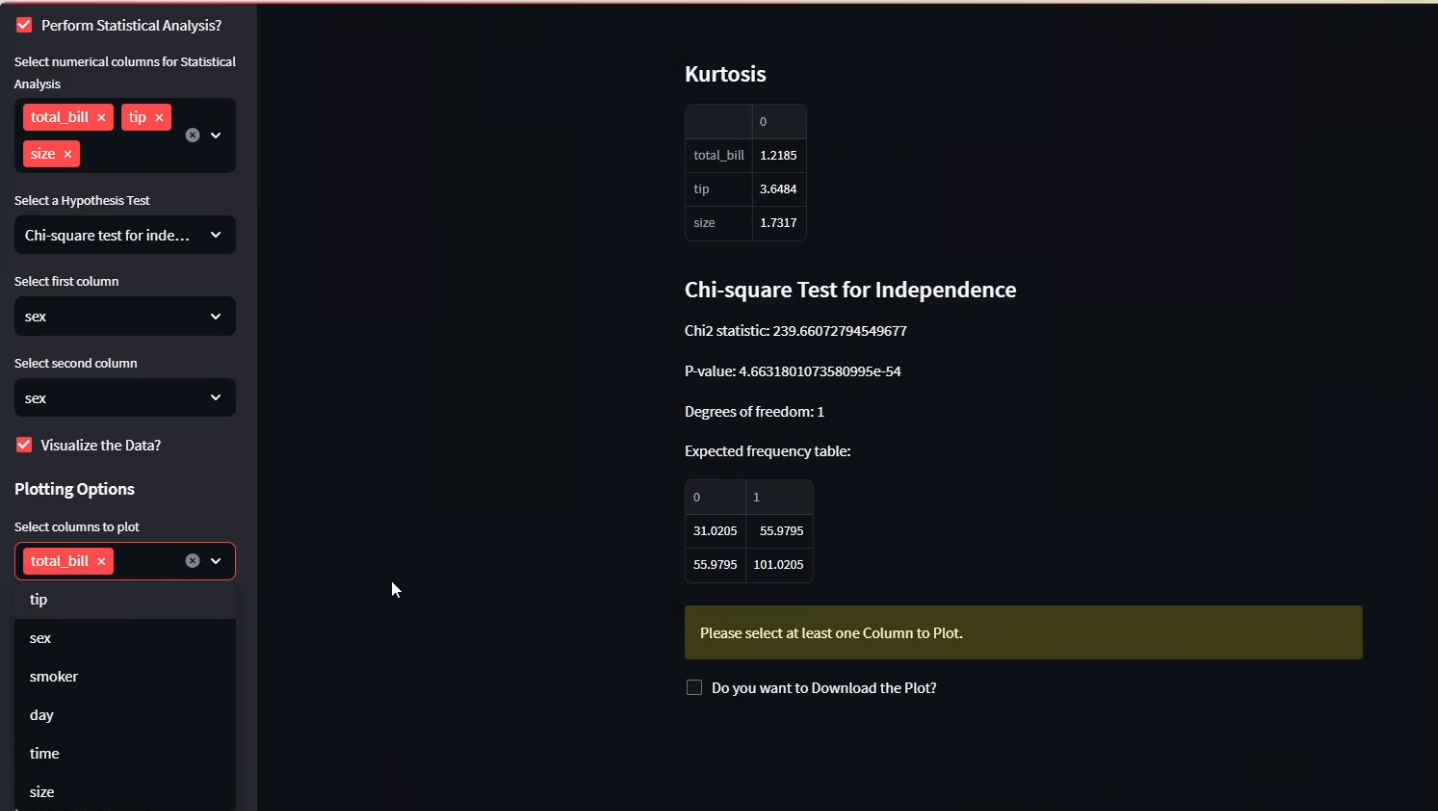 Perform Statistical Analysis?
Select numerical columns for Statistical
Analysis
total_bill × tip ×
size ×
Select a Hypothesis Test
Chi-square test for inde...
Select first column
sex
Select second column
sex
Visualize the Data?
Plotting Options
Select columns to plot
total_bill ×
tip
sex
smoker
day
time
size
Kurtosis
0
total_bill 1.2185
tip 3.6484
size 1.7317
Chi-square Test for Independence
Chi2 statistic: 239.66072794549677
P-value: 4.6631801073580995e-54
Degrees of freedom: 1
Expected frequency table:
0 1
31.0205 55.9795
55.9795 101.0205
Please select at least one Column to Plot.
Do you want to Download the Plot?